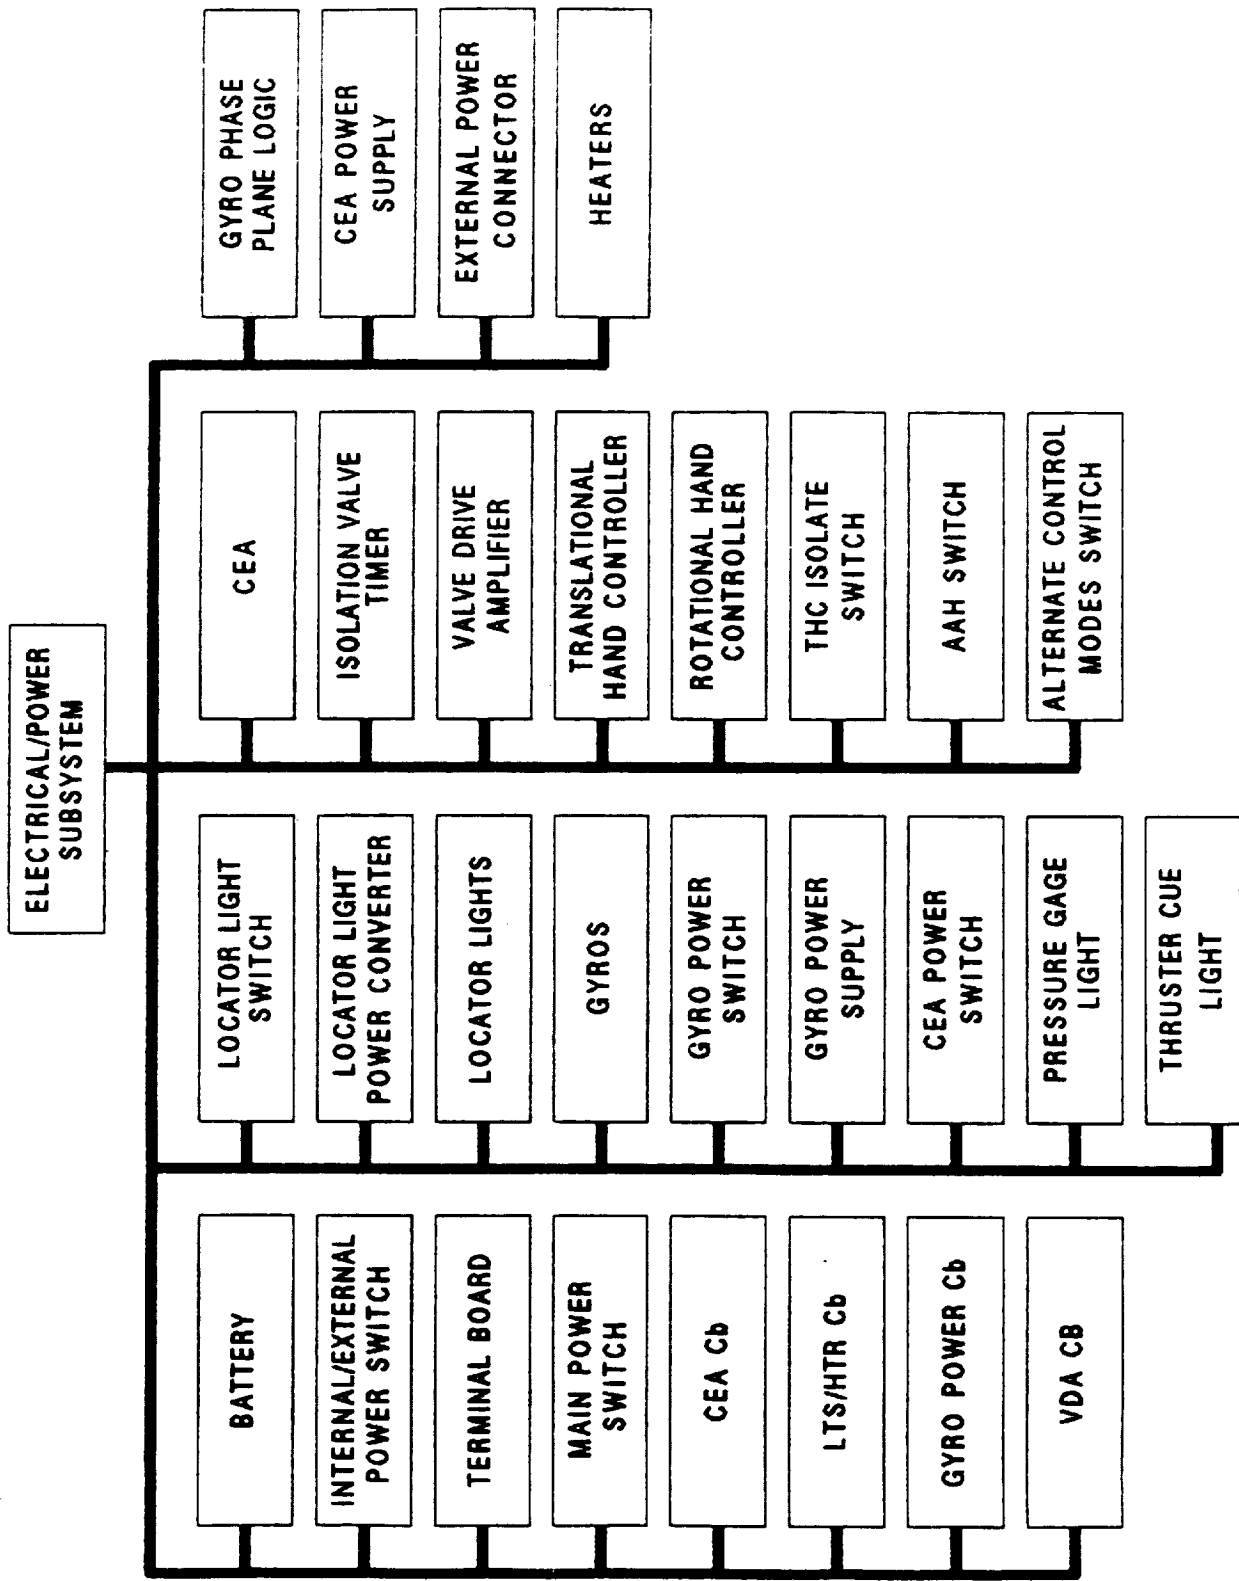 ELECTRICAL/POWER
SUBSYSTEM
BATTERY
INTERNAL/EXTERNAL
POWER SWITCH
TERMINAL BOARD
MAIN POWER
SWITCH
CEA Cb
LTS/HTR Cb
GYRO POWER Cb
VDA CB
LOCATOR LIGHT
SWITCH
LOCATOR LIGHT
POWER CONVERTER
LOCATOR LIGHTS
GYROS
GYRO POWER
SWITCH
GYRO POWER
SUPPLY
CEA POWER
SWITCH
PRESSURE GAGE
LIGHT
THRUSTER CUE
LIGHT
CEA
ISOLATION VALVE
TIMER
VALVE DRIVE
AMPLIFIER
TRANSLATIONAL
HAND CONTROLLER
ROTATIONAL HAND
CONTROLLER
THC ISOLATE
SWITCH
AAH SWITCH
ALTERNATE CONTROL
MODES SWITCH
GYRO PHASE
PLANE LOGIC
CEA POWER
SUPPLY
EXTERNAL POWER
CONNECTOR
HEATERS